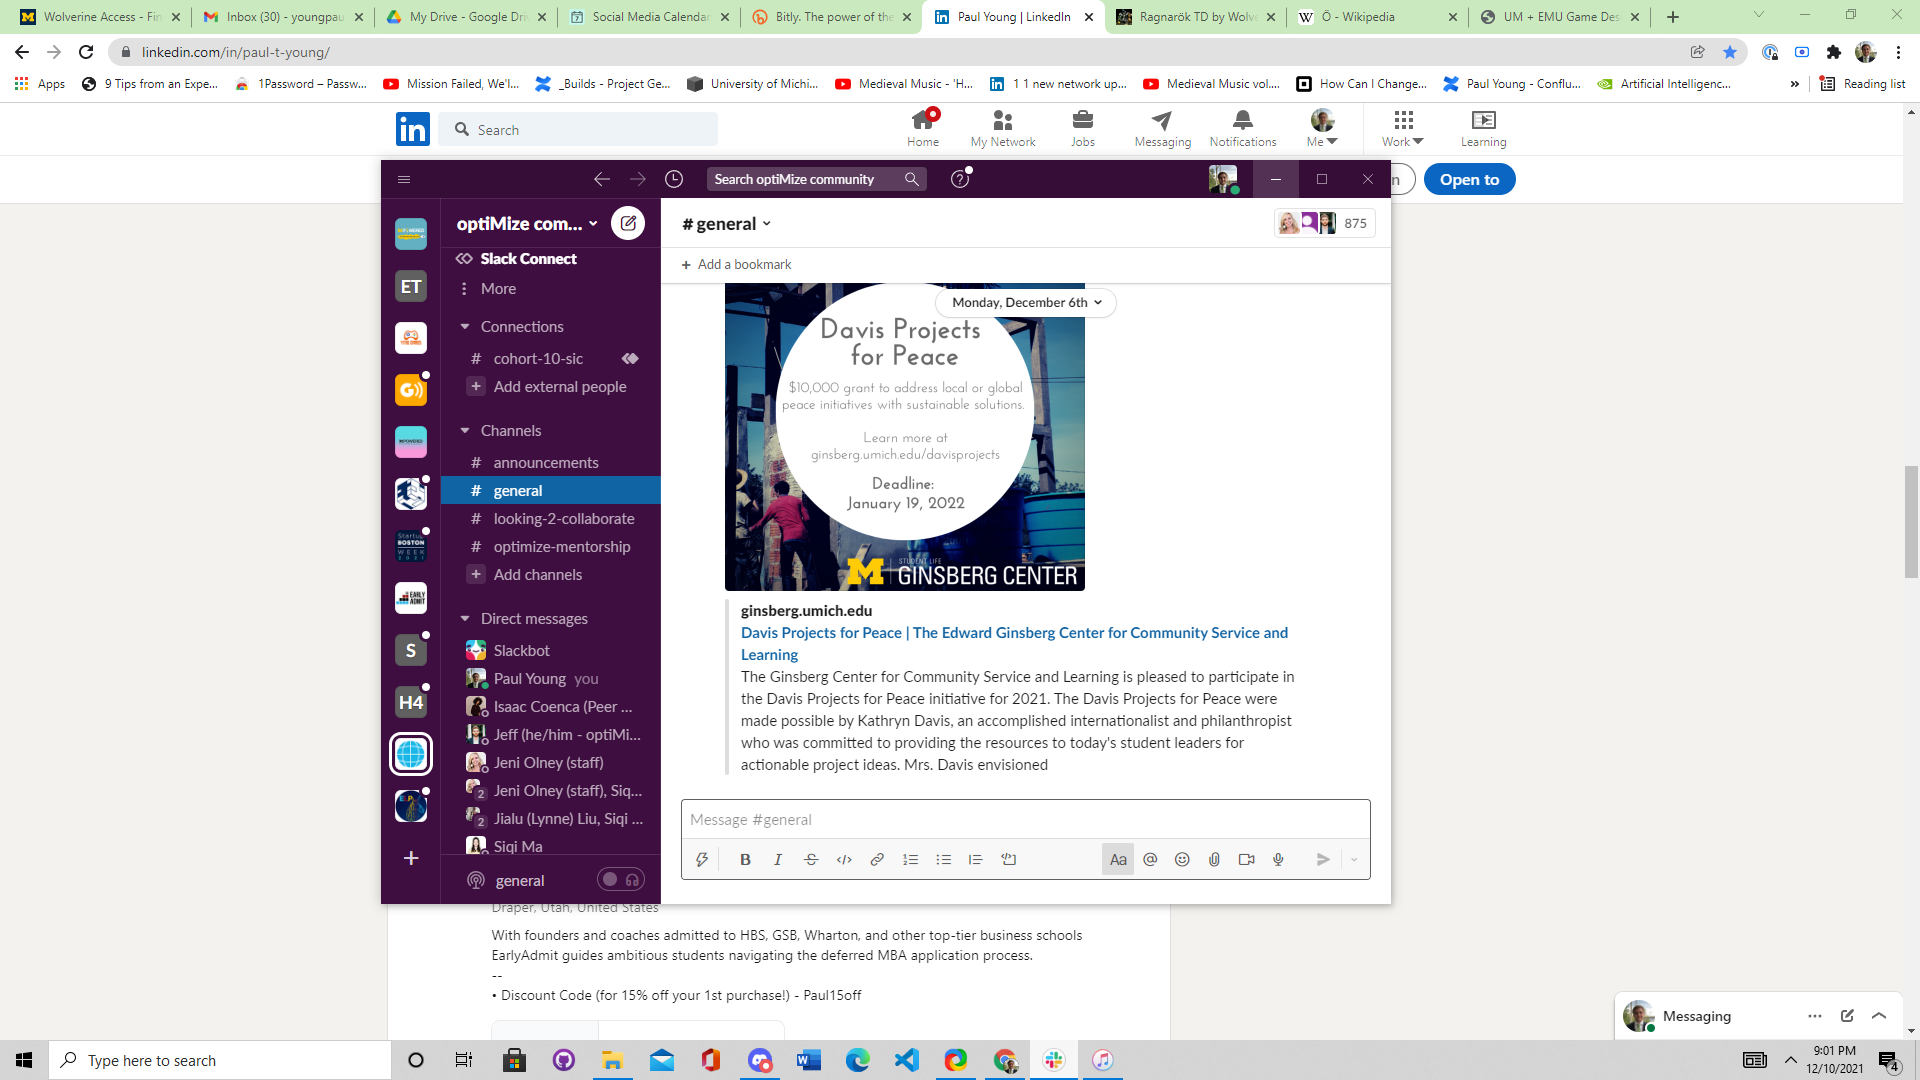 Wolverine Access - Fin
Inbox (30) - youngpau
My Drive - Google Dri
Social Media Calendar
Bitly. The power of the
Paul Young | LinkedIn
Ragnarök TD by Wolve
Ö - Wikipedia
UM + EMU Game Des
linkedin.com/in/paul-t-young/
Apps
9 Tips from an Expe...
1Password – Passw...
Mission Failed, We'l...
_Builds - Project Ge...
University of Michi...
Medieval Music - 'H...
1 1 new network up...
Medieval Music vol....
How Can I Change...
Paul Young - Conflu...
Artificial Intelligenc...
»
Reading list
in
Search
Home
My Network
Jobs
Messaging
Notifications
Me
Work
Learning
n
Open to
Search optiMize community
optiMize com...
Slack Connect
More
Connections
# cohort-10-sic
+ Add external people
Channels
# announcements
# general
# looking-2-collaborate
# optimize-mentorship
+ Add channels
Direct messages
Slackbot
Paul Young you
Isaac Coenca (Peer ...
Jeff (he/him - optiMi...
Jeni Olney (staff)
2 Jeni Olney (staff), Siq...
2 Jialu (Lynne) Liu, Siqi ...
Siqi Ma
general
ET
G
STARTUP
BOSTON
WEEK
2021
EARLY
ADMIT
S
H4
+
# general
875
+ Add a bookmark
Monday, December 6th
Davis Projects
for Peace
$10,000 grant to address local or global
peace initiatives with sustainable solutions.
Learn more at
ginsberg.umich.edu/davisprojects
Deadline:
January 19, 2022
M
STUDENT LIFE
GINSBERG CENTER
ginsberg.umich.edu
Davis Projects for Peace | The Edward Ginsberg Center for Community Service and
Learning
The Ginsberg Center for Community Service and Learning is pleased to participate in
the Davis Projects for Peace initiative for 2021. The Davis Projects for Peace were
made possible by Kathryn Davis, an accomplished internationalist and philanthropist
who was committed to providing the resources to today's student leaders for
actionable project ideas. Mrs. Davis envisioned
Message #general
B I S
Aa @
Draper, Utah, United States
With founders and coaches admitted to HBS, GSB, Wharton, and other top-tier business schools
EarlyAdmit guides ambitious students navigating the deferred MBA application process.
--
• Discount Code (for 15% off your 1st purchase!) - Paul15off
Messaging
Type here to search
9:01 PM
12/10/2021
4